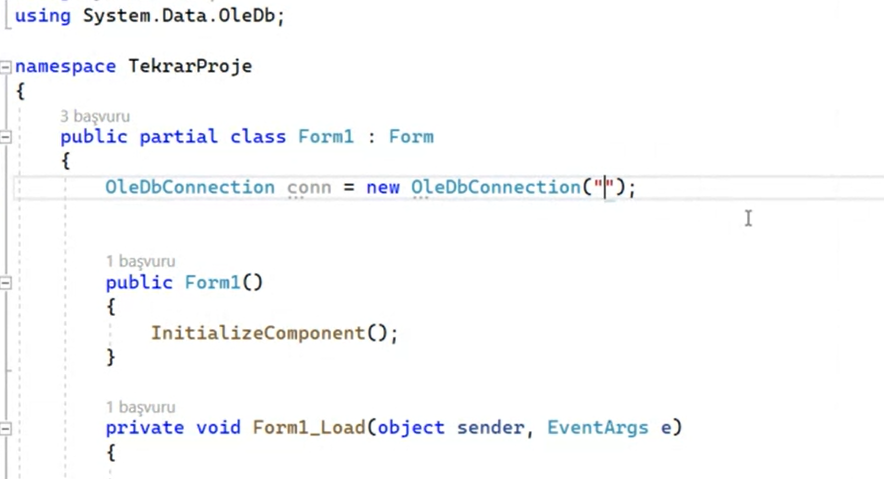 using System.Data.OleDb;
namespace TekrarProje
{
3 başvuru
public partial class Form1 : Form
{
OleDbConnection conn = new OleDbConnection("");
1 başvuru
public Form1()
{
InitializeComponent();
}
1 başvuru
private void Form1_Load(object sender, EventArgs e)
{